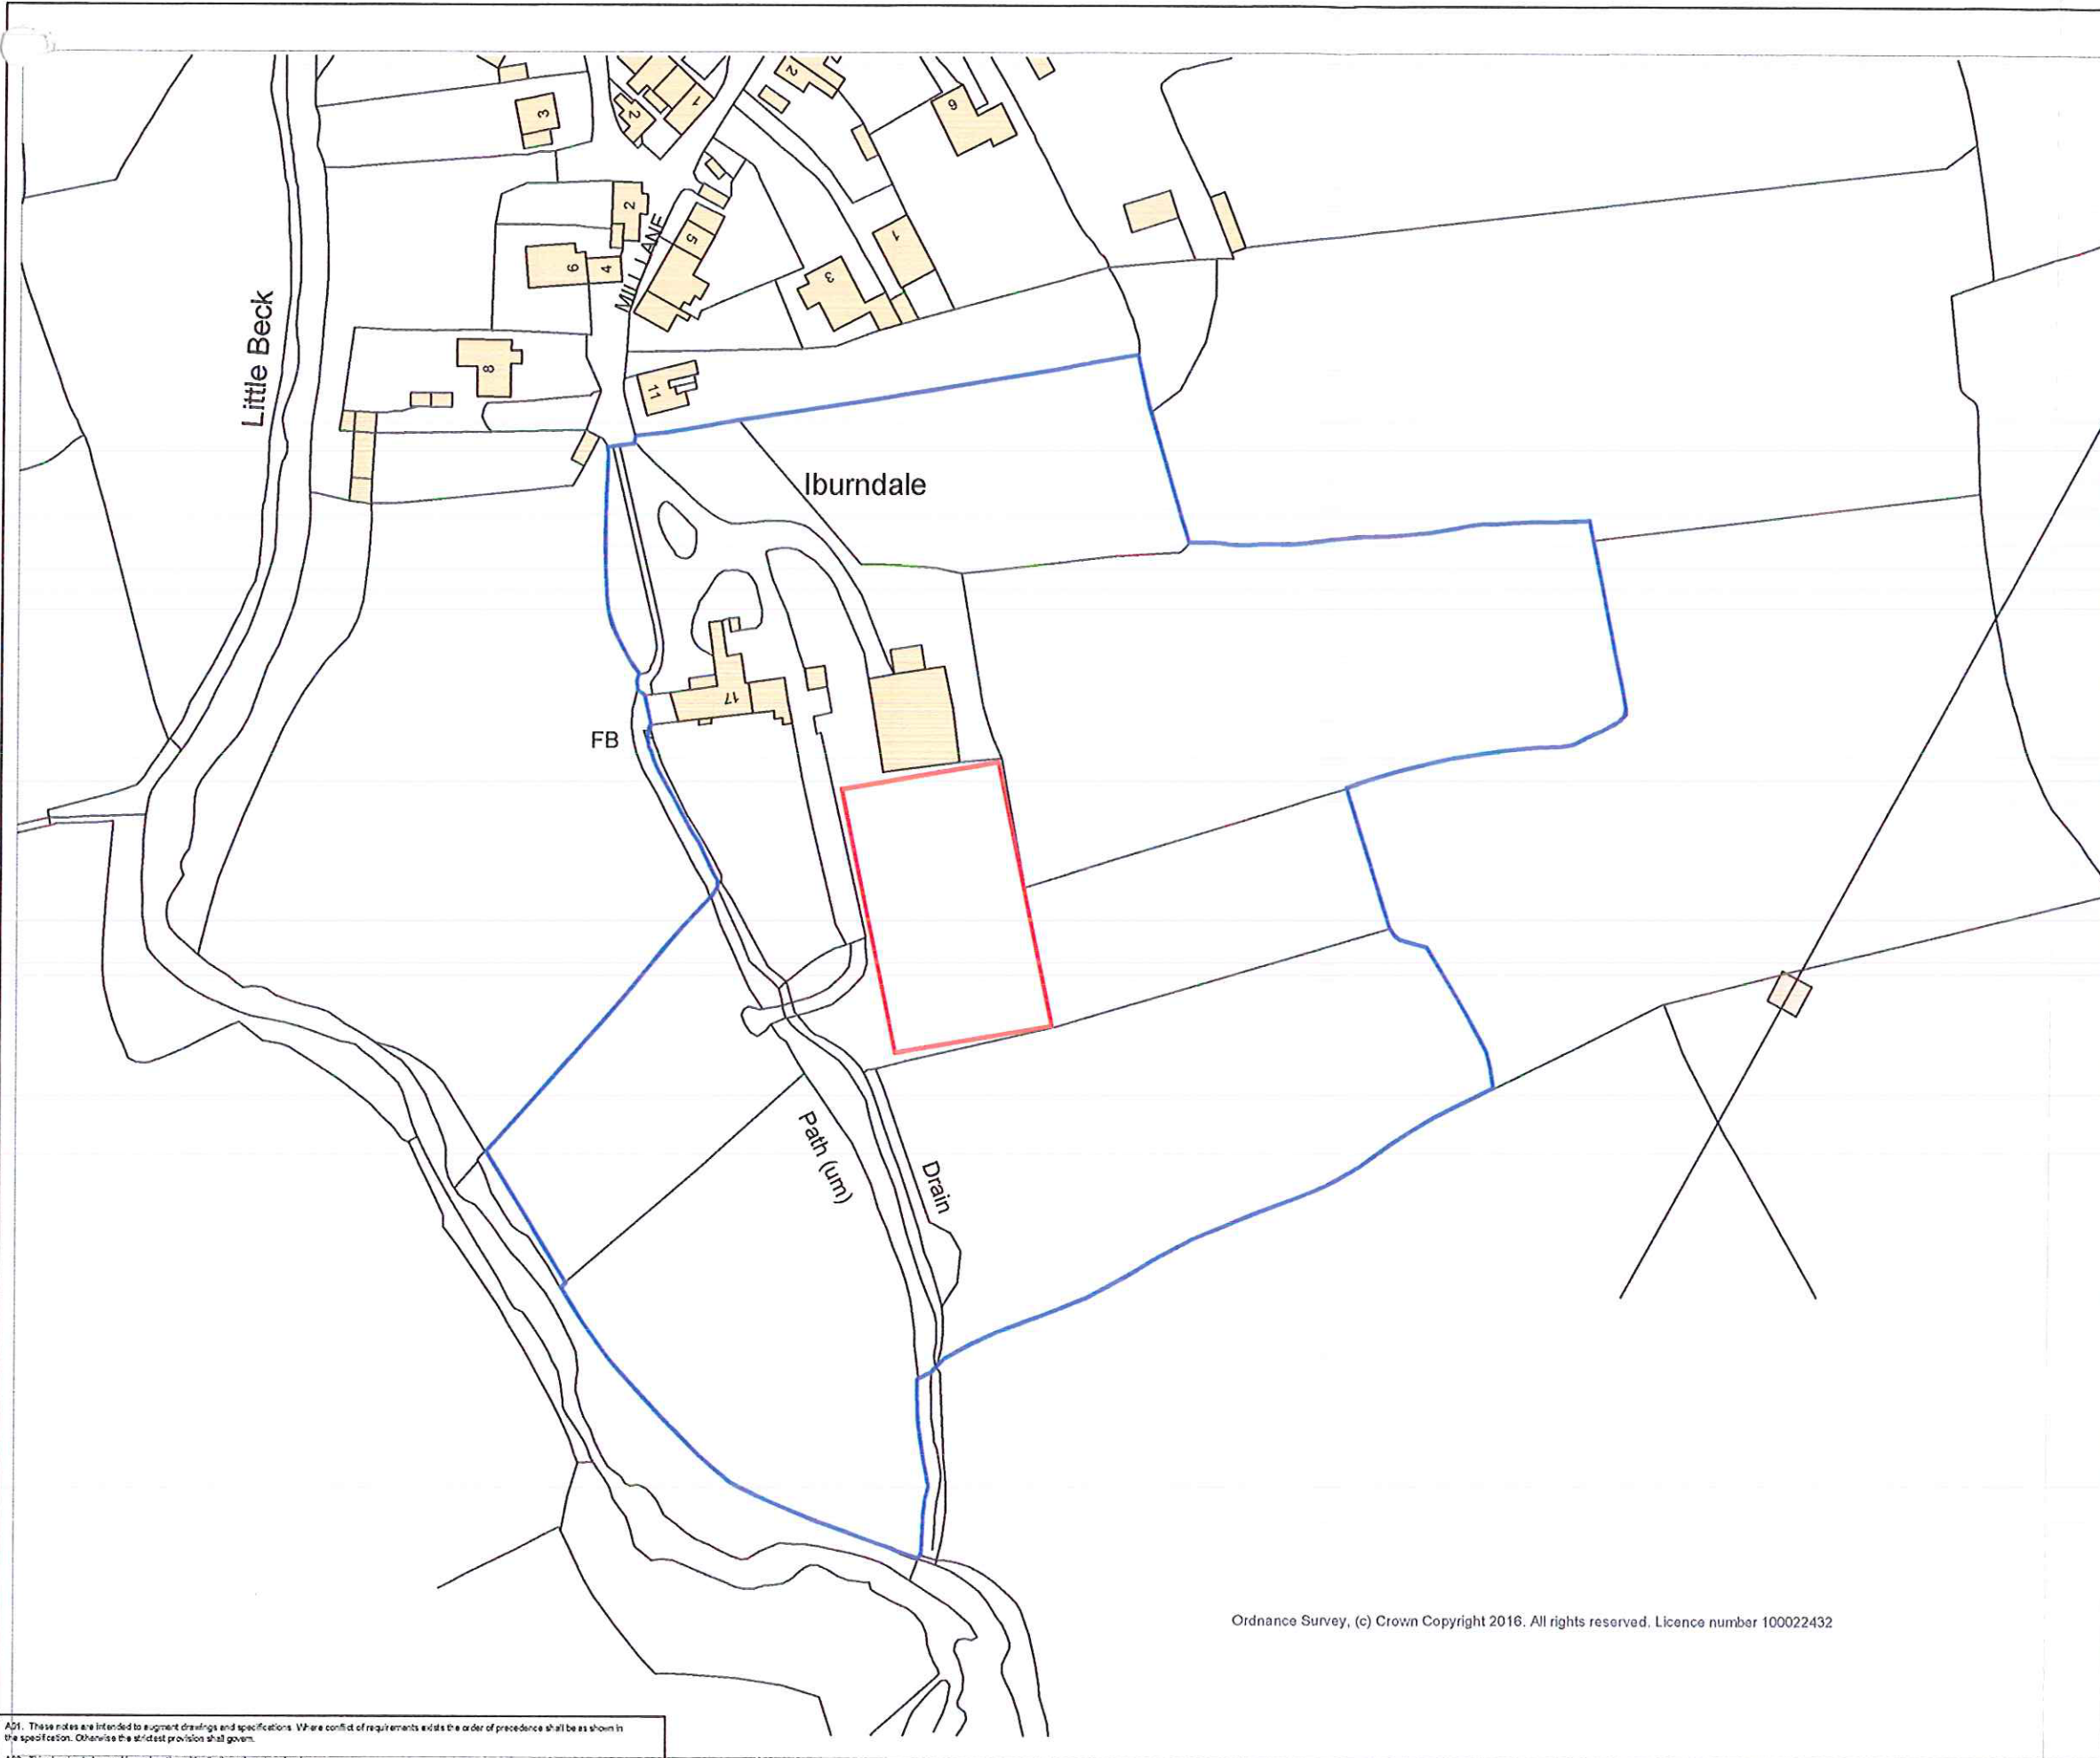 2
1
2
3
9
2
MILL LANE
5
1
6
4
3
Little Beck
8
11
Iburndale
17
FB
Path (um)
Drain
Ordnance Survey, (c) Crown Copyright 2016. All rights reserved. Licence number 100022432
A01. These notes are intended to augment drawings and specifications. Where conflict of requirements exists the order of precedence shall be as shown in
the specification. Otherwise the strictest provision shall govern.